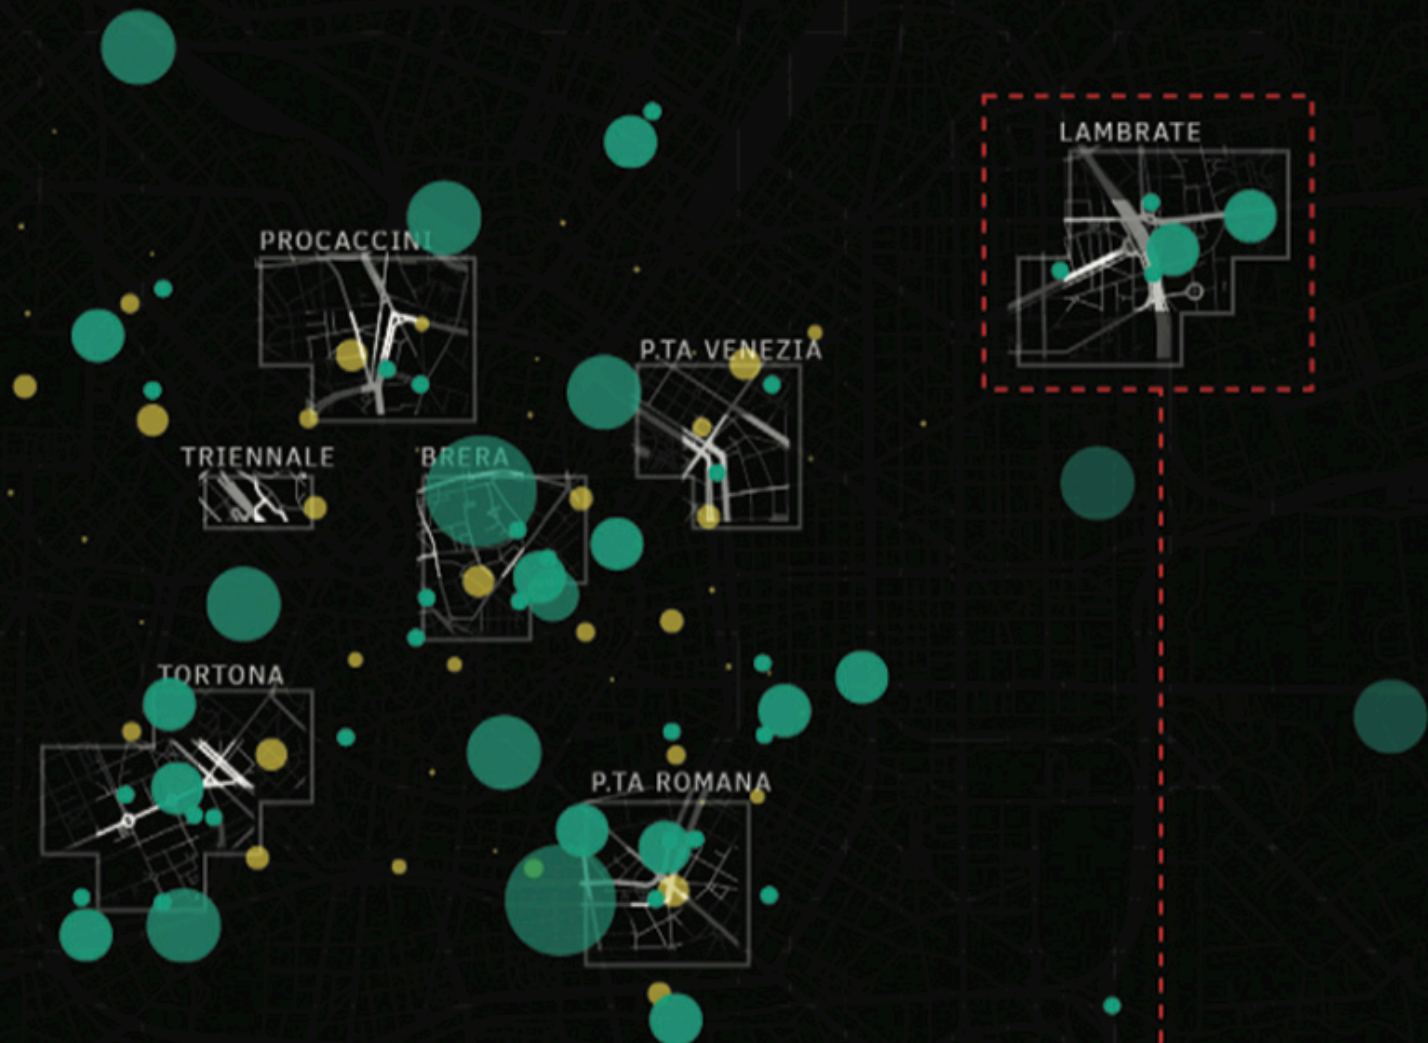 LAMBRATE
PROCACCINI
P.TA VENEZIA
TRIENNALE
BRERA
TORTONA
P.TA ROMANA